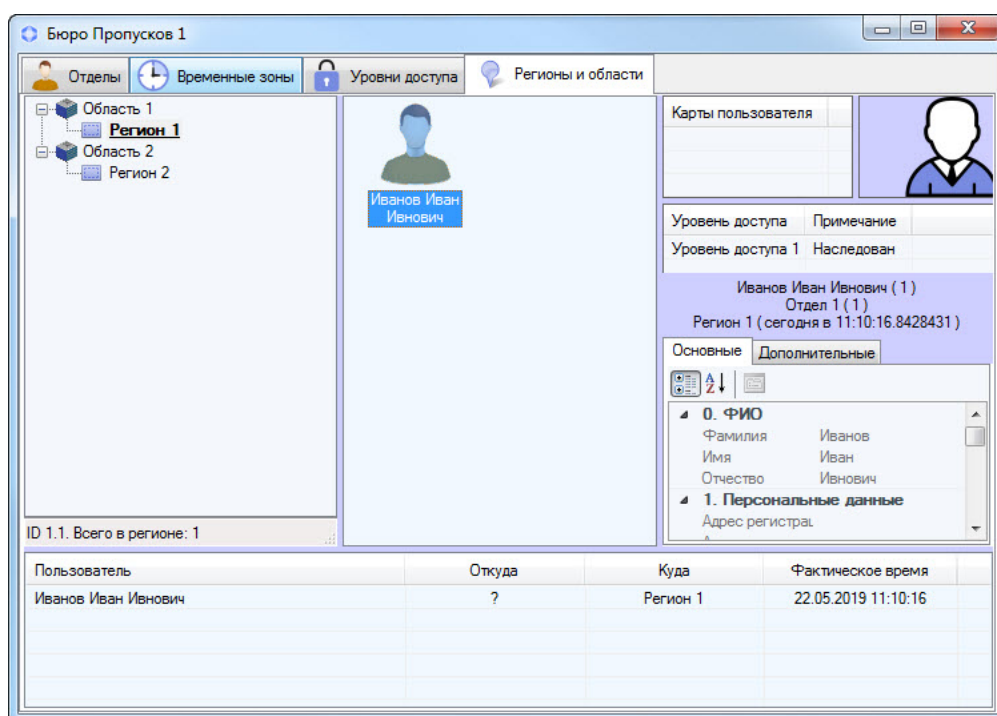 Бюро Пропусков 1
Отделы
Временные зоны
Уровни доступа
Регионы и области
Область 1
Регион 1
Область 2
Регион 2
ID 1.1. Всего в регионе: 1
Иванов Иван
Ивнович
Карты пользователя
Уровень доступа Примечание
Уровень доступа 1 Наследован
Иванов Иван Ивнович ( 1 )
Отдел 1 ( 1 )
Регион 1 ( сегодня в 11:10:16.8428431 )
Основные Дополнительные
0. ФИО
Фамилия Иванов
Имя Иван
Отчество Ивнович
1. Персональные данные
Адрес регистрац
Пользователь Откуда Куда Фактическое время
Иванов Иван Ивнович ? Регион 1 22.05.2019 11:10:16